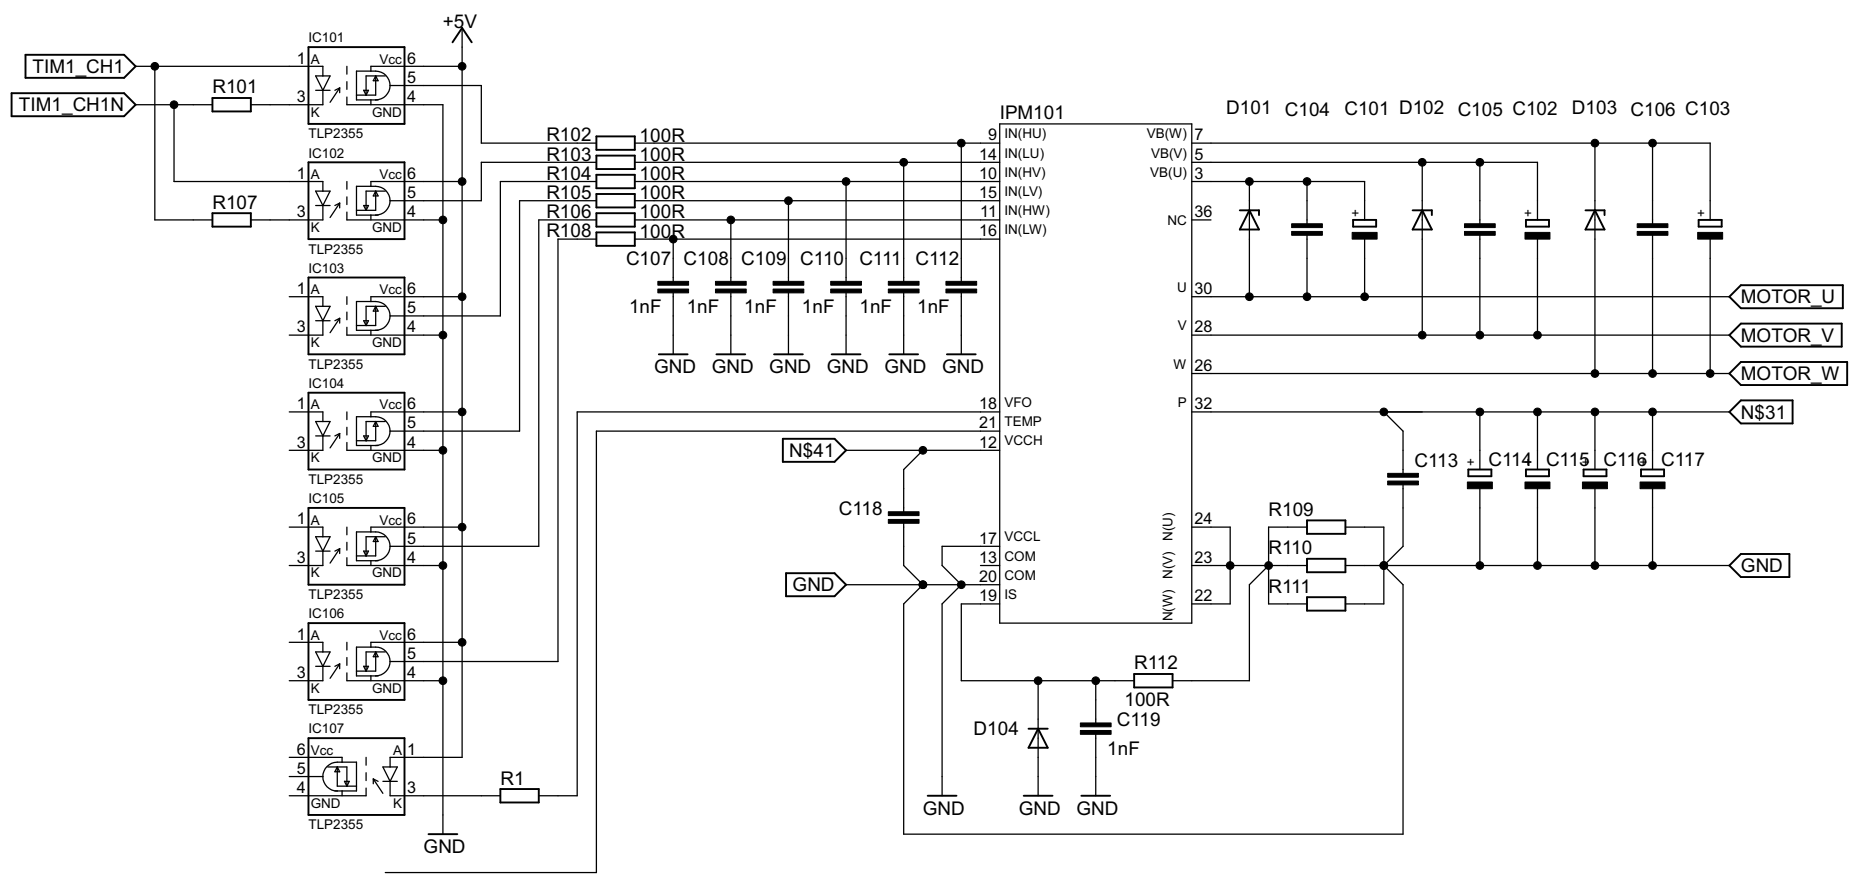 +5V
TIM1_CH1
TIM1_CH1N
R101
R107
IC101
1 A Vcc 6
5
3 K GND 4
TLP2355
IC102
1 A Vcc 6
5
3 K GND 4
TLP2355
IC103
1 A Vcc 6
5
3 K GND 4
TLP2355
IC104
1 A Vcc 6
5
3 K GND 4
TLP2355
IC105
1 A Vcc 6
5
3 K GND 4
TLP2355
IC106
1 A Vcc 6
5
3 K GND 4
TLP2355
IC107
6 Vcc A 1
5
4 GND K 3
TLP2355
R1
GND
R102 100R
R103 100R
R104 100R
R105 100R
R106 100R
R108 100R
C107 C108 C109 C110 C111 C112
1nF 1nF 1nF 1nF 1nF 1nF
GND GND GND GND GND GND
IPM101
9 IN(HU)
14 IN(LU)
10 IN(HV)
15 IN(LV)
11 IN(HW)
16 IN(LW)
18 VFO
21 TEMP
12 VCCH
17 VCCL
13 COM
20 COM
19 IS
VB(W) 7
VB(V) 5
VB(U) 3
NC 36
U 30
V 28
W 26
P 32
N(U) 24
N(V) 23
N(W) 22
N$41
C118
GND
D101 C104 C101 D102 C105 C102 D103 C106 C103
+ + +
MOTOR_U
MOTOR_V
MOTOR_W
N$31
C113 C114 C115 C116 C117
+ + + +
GND
R109
R110
R111
R112
100R
D104
C119
1nF
GND GND GND